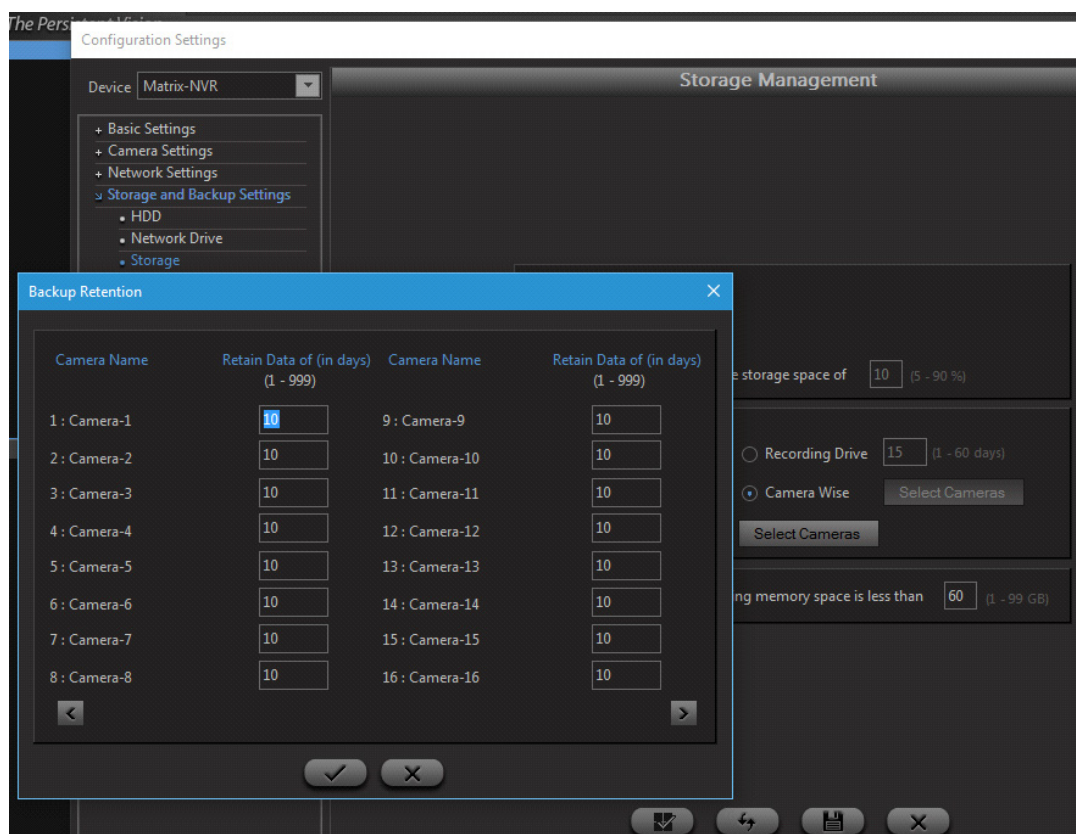 The Persistent Vision
Configuration Settings
Device Matrix-NVR
Storage Management
+ Basic Settings
+ Camera Settings
+ Network Settings
Storage and Backup Settings
• HDD
• Network Drive
• Storage
Backup Retention
Camera Name Retain Data of (in days) Camera Name Retain Data of (in days)
(1 - 999) (1 - 999)
1 : Camera-1 10 9 : Camera-9 10
2 : Camera-2 10 10 : Camera-10 10
3 : Camera-3 10 11 : Camera-11 10
4 : Camera-4 10 12 : Camera-12 10
5 : Camera-5 10 13 : Camera-13 10
6 : Camera-6 10 14 : Camera-14 10
7 : Camera-7 10 15 : Camera-15 10
8 : Camera-8 10 16 : Camera-16 10
storage space of 10 (5 - 90 %)
Recording Drive 15 (1 - 60 days)
Camera Wise Select Cameras
Select Cameras
memory space is less than 60 (1 - 99 GB)